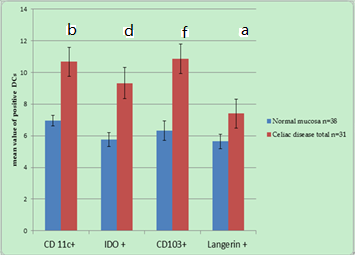 14
12
10
8
6
4
2
0
mean value of positive DCs
b d f a
CD 11c+ IDO + CD103+ Langerin +
Normal mucosa n=38
Celiac disease total n=31